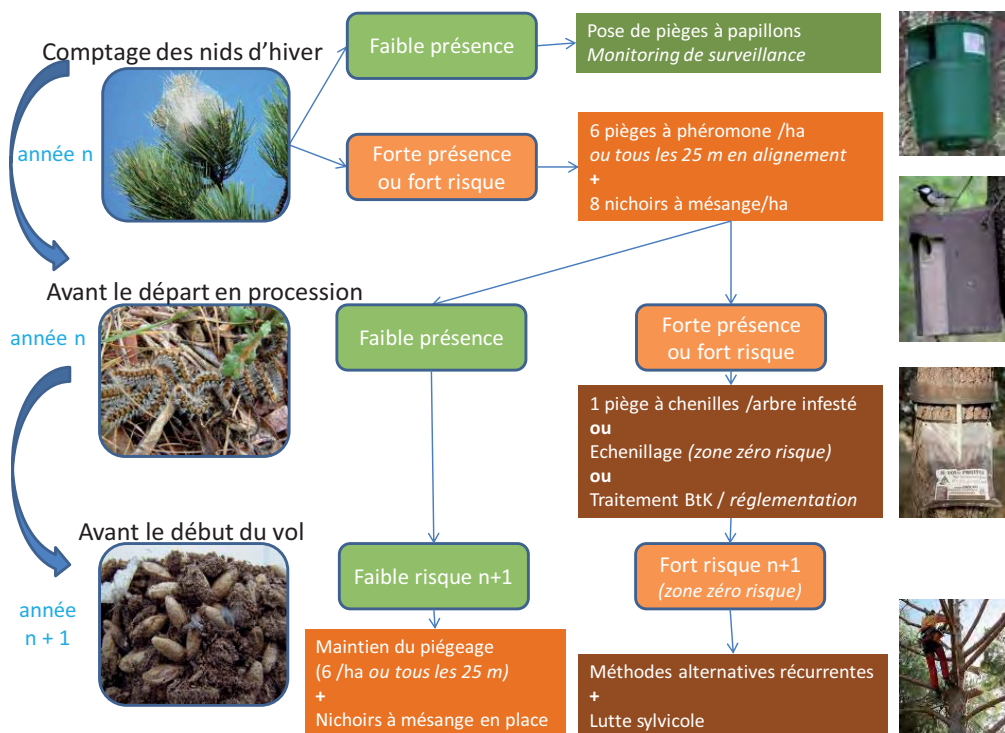 Comptage des nids d'hiver
Faible présence
Pose de pièges à papillons
Monitoring de surveillance
année n
Forte présence
ou fort risque
6 pièges à phéromone /ha
ou tous les 25 m en alignement
+
8 nichoirs à mésange/ha
Avant le départ en procession
année n
Faible présence
Forte présence
ou fort risque
1 piège à chenilles /arbre infesté
ou
Echenillage (zone zéro risque)
ou
Traitement BtK / réglementation
Avant le début du vol
année
n + 1
Faible risque n+1
Fort risque n+1
(zone zéro risque)
Maintien du piégeage
(6 /ha ou tous les 25 m)
+
Nichoirs à mésange en place
Méthodes alternatives récurrentes
+
Lutte sylvicole